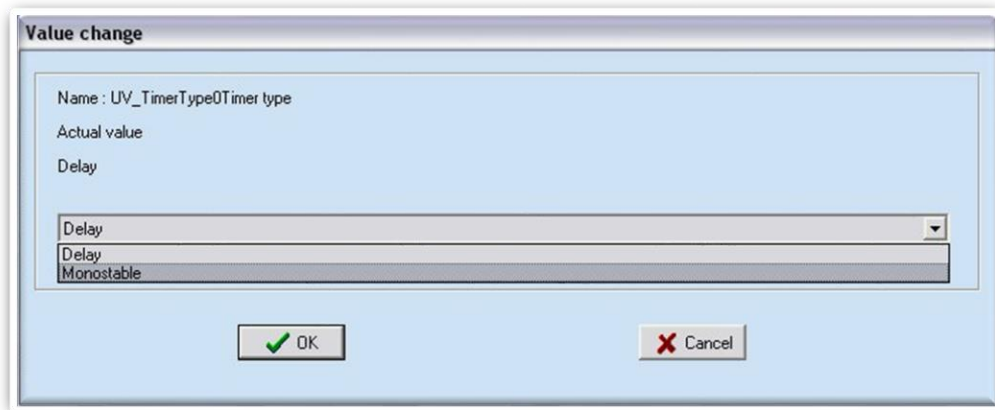 Value change
Name : UV_TimerType0Timer type
Actual value
Delay
Delay
Delay
Monostable
OK
Cancel